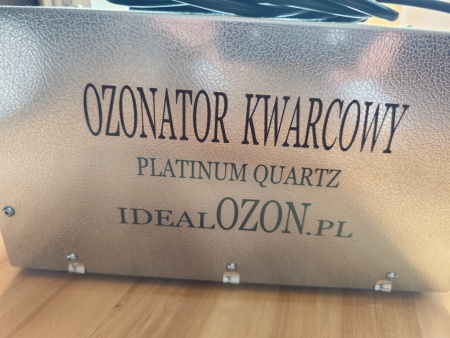 OZONATOR KWARCOWY
PLATINUM QUARTZ
IDEALOZON.PL